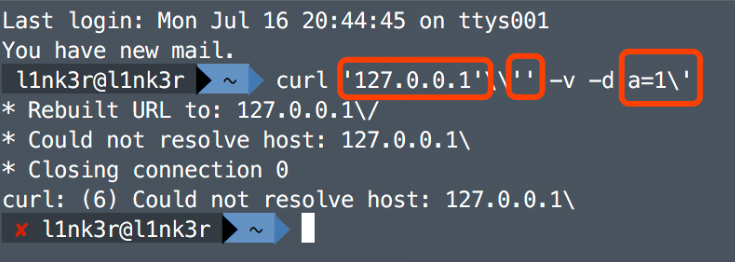 Last login: Mon Jul 16 20:44:45 on ttys001
You have new mail.
l1nk3r@l1nk3r ~ curl '127.0.0.1'\\'' -v -d a=1\'
* Rebuilt URL to: 127.0.0.1\/
* Could not resolve host: 127.0.0.1\
* Closing connection 0
curl: (6) Could not resolve host: 127.0.0.1\
✘ l1nk3r@l1nk3r ~